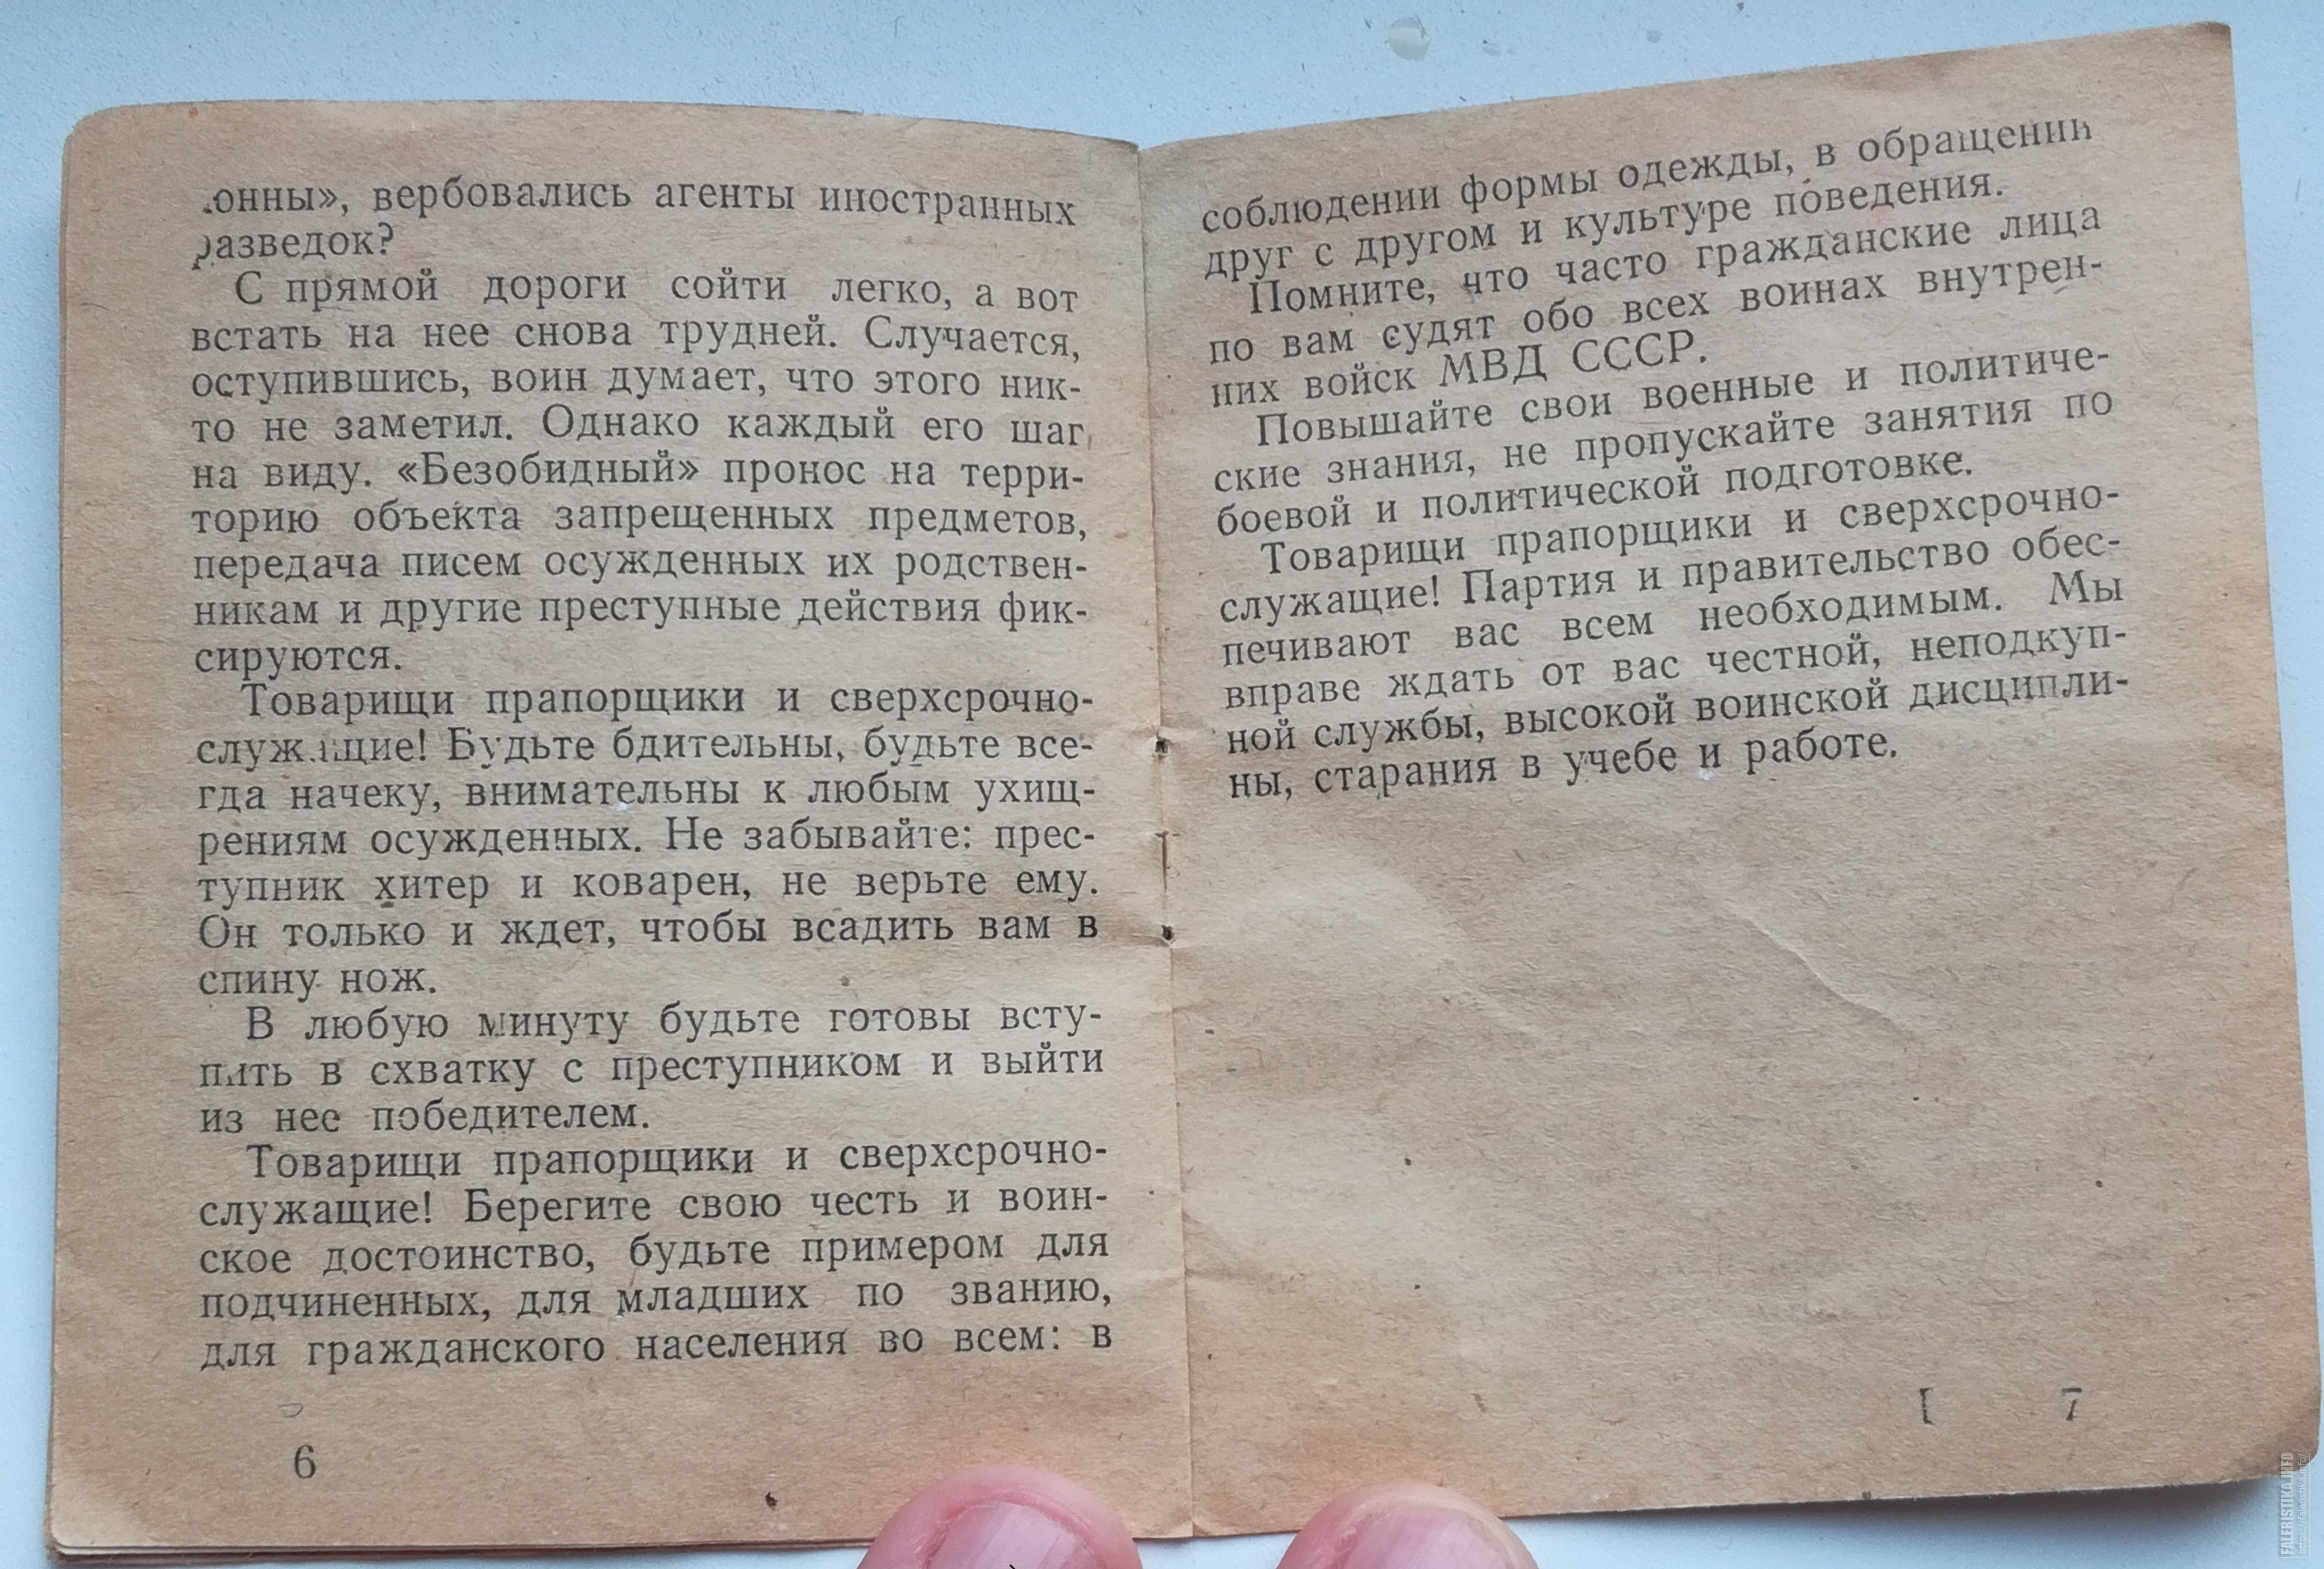 онны», вербовались агенты иностранных
разведок?
С прямой дороги сойти легко, а вот
встать на нее снова трудней. Случается,
оступившись, воин думает, что этого ник-
то не заметил. Однако каждый его шаг
на виду. «Безобидный» пронос на терри-
торию объекта запрещенных предметов,
передача писем осужденных их родствен-
никам и другие преступные действия фик-
сируются.
Товарищи прапорщики и сверхсрочно-
служащие! Будьте бдительны, будьте все-
гда начеку, внимательны к любым ухищ-
рениям осужденных. Не забывайте: прес-
тупник хитер и коварен, не верьте ему.
Он только и ждет, чтобы всадить вам в
спину нож.
В любую минуту будьте готовы всту-
пить в схватку с преступником и выйти
из нее победителем.
Товарищи прапорщики и сверхсрочно-
служащие! Берегите свою честь и воин-
ское достоинство, будьте примером для
подчиненных, для младших по званию,
для гражданского населения во всем: в
6
соблюдении формы одежды, в обращении
друг с другом и культуре поведения.
Помните, что часто гражданские лица
по вам судят обо всех воинах внутрен-
них войск МВД СССР.
Повышайте свои военные и политиче-
ские знания, не пропускайте занятия по
боевой и политической подготовке.
Товарищи прапорщики и сверхсрочно-
служащие! Партия и правительство обес-
печивают вас всем необходимым. Мы
вправе ждать от вас честной, неподкуп-
ной службы, высокой воинской дисципли-
ны, старания в учебе и работе.
7
FALERISTIKA.INFO